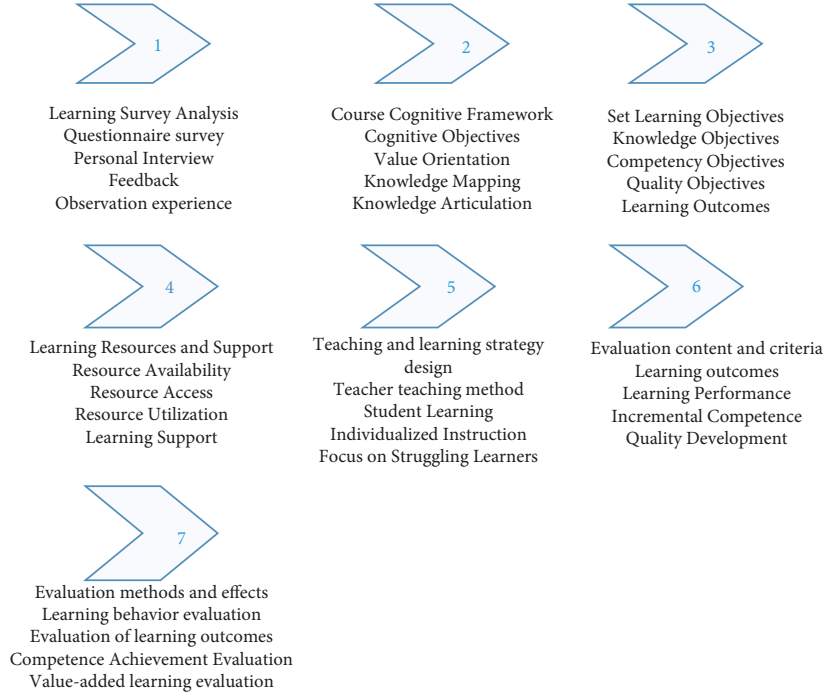 1
Learning Survey Analysis
Questionnaire survey
Personal Interview
Feedback
Observation experience
2
Course Cognitive Framework
Cognitive Objectives
Value Orientation
Knowledge Mapping
Knowledge Articulation
3
Set Learning Objectives
Knowledge Objectives
Competency Objectives
Quality Objectives
Learning Outcomes
4
Learning Resources and Support
Resource Availability
Resource Access
Resource Utilization
Learning Support
5
Teaching and learning strategy
design
Teacher teaching method
Student Learning
Individualized Instruction
Focus on Struggling Learners
6
Evaluation content and criteria
Learning outcomes
Learning Performance
Incremental Competence
Quality Development
7
Evaluation methods and effects
Learning behavior evaluation
Evaluation of learning outcomes
Competence Achievement Evaluation
Value-added learning evaluation